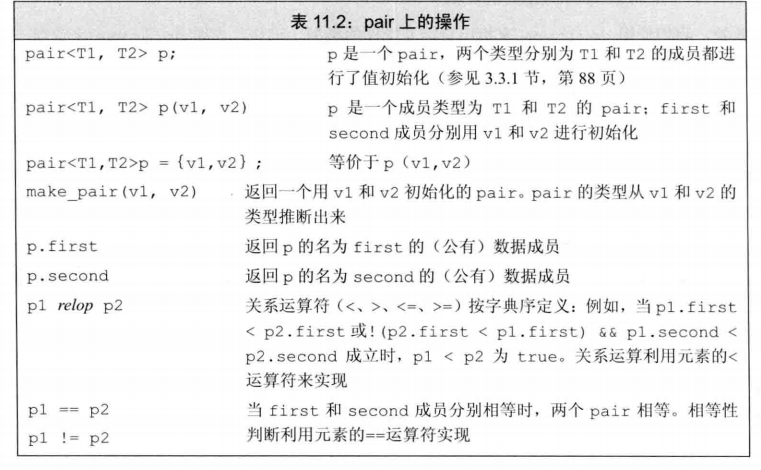 表 11.2：pair 上的操作
pair<T1, T2> p; p 是一个 pair，两个类型分别为 T1 和 T2 的成员都进
行了值初始化（参见 3.3.1 节，第 88 页）
pair<T1, T2> p(v1, v2) p 是一个成员类型为 T1 和 T2 的 pair；first 和
second 成员分别用 v1 和 v2 进行初始化
pair<T1,T2>p = {v1,v2} ; 等价于 p（v1,v2）
make_pair(v1, v2) 返回一个用 v1 和 v2 初始化的 pair。pair 的类型从 v1 和 v2 的
类型推断出来
p.first 返回 p 的名为 first 的（公有）数据成员
p.second 返回 p 的名为 second 的（公有）数据成员
p1 relop p2 关系运算符（<、>、<=、>=）按字典序定义：例如，当 p1.first
< p2.first 或!(p2.first < p1.first) && p1.second <
p2.second 成立时，p1 < p2 为 true。关系运算利用元素的<
运算符来实现
p1 == p2 当 first 和 second 成员分别相等时，两个 pair 相等。相等性
p1 != p2 判断利用元素的==运算符实现